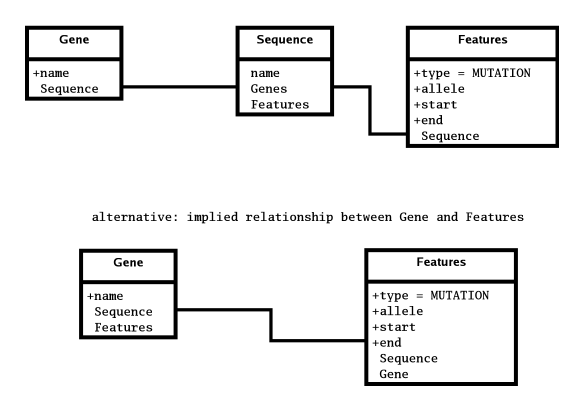 Gene
+name
Sequence
Sequence
name
Genes
Features
Features
+type = MUTATION
+allele
+start
+end
Sequence
alternative: implied relationship between Gene and Features
Gene
+name
Sequence
Features
Features
+type = MUTATION
+allele
+start
+end
Sequence
Gene